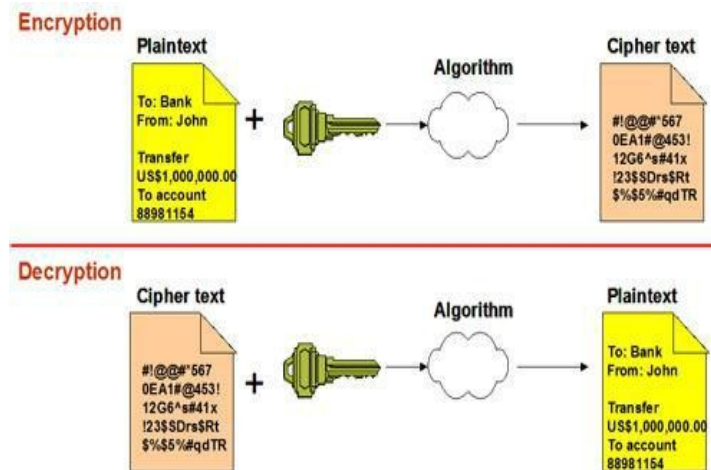 Encryption
Plaintext
To: Bank
From: John
Transfer
US$1,000,000.00
To account
88981154
+
Algorithm
Cipher text
#!@@#*567
0EA1#@453!
12G6^s#41x
!23$SDrs$Rt
$%$5%#qdTR
Decryption
Cipher text
#!@@#*567
0EA1#@453!
12G6^s#41x
!23$SDrs$Rt
$%$5%#qdTR
+
Algorithm
Plaintext
To: Bank
From: John
Transfer
US$1,000,000.00
To account
88981154